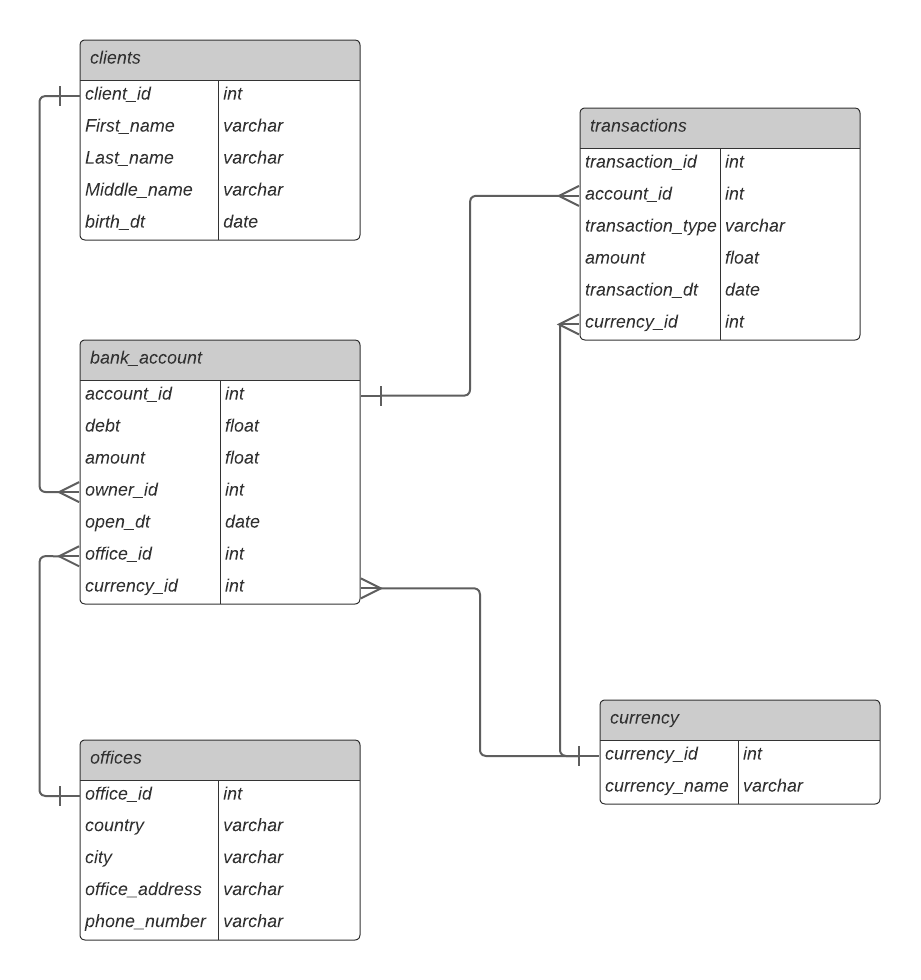 clients
client_id int
First_name varchar
Last_name varchar
Middle_name varchar
birth_dt date
transactions
transaction_id int
account_id int
transaction_type varchar
amount float
transaction_dt date
currency_id int
bank_account
account_id int
debt float
amount float
owner_id int
open_dt date
office_id int
currency_id int
currency
currency_id int
currency_name varchar
offices
office_id int
country varchar
city varchar
office_address varchar
phone_number varchar